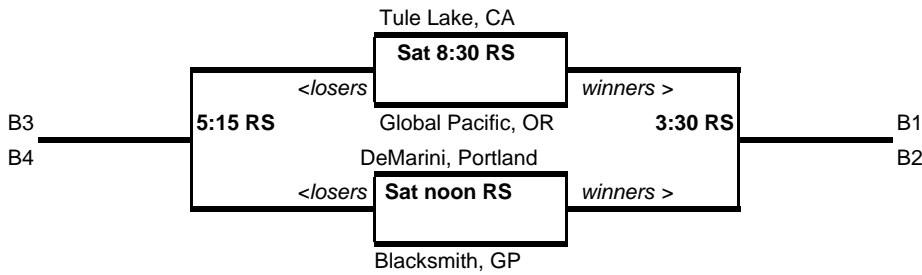 Tule Lake, CA
Sat 8:30 RS
<losers winners >
B3 5:15 RS Global Pacific, OR 3:30 RS B1
B4 DeMarini, Portland B2
<losers Sat noon RS winners >
Blacksmith, GP